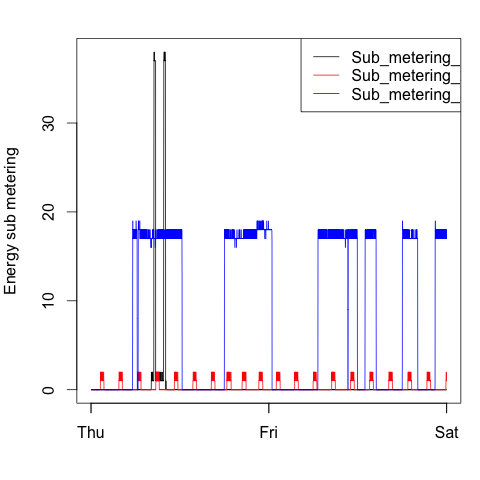 Sub_metering_
Sub_metering_
Sub_metering_
Energy sub metering
30
20
10
0
Thu Fri Sat